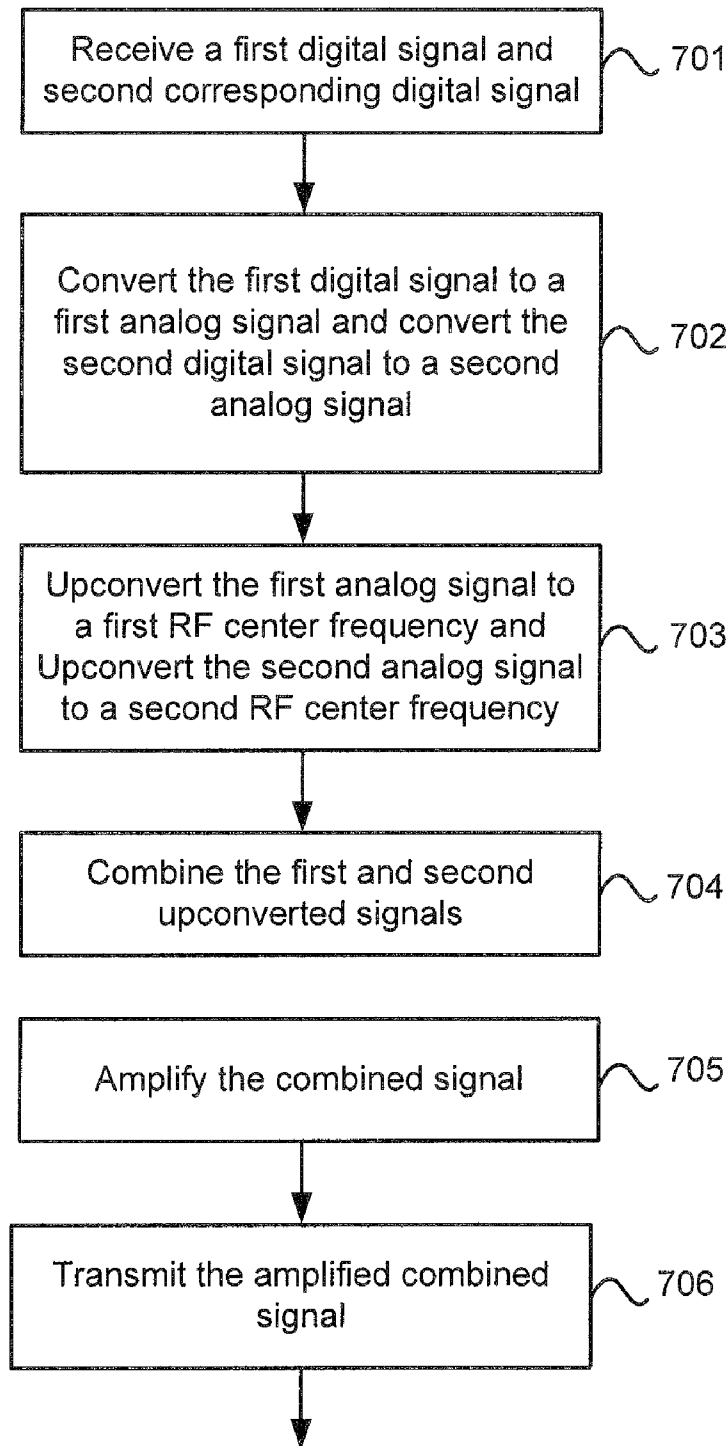 Receive a first digital signal and
second corresponding digital signal
701
Convert the first digital signal to a
first analog signal and convert the
second digital signal to a second
analog signal
702
Upconvert the first analog signal to
a first RF center frequency and
Upconvert the second analog signal
to a second RF center frequency
703
Combine the first and second
upconverted signals
704
Amplify the combined signal
705
Transmit the amplified combined
signal
706